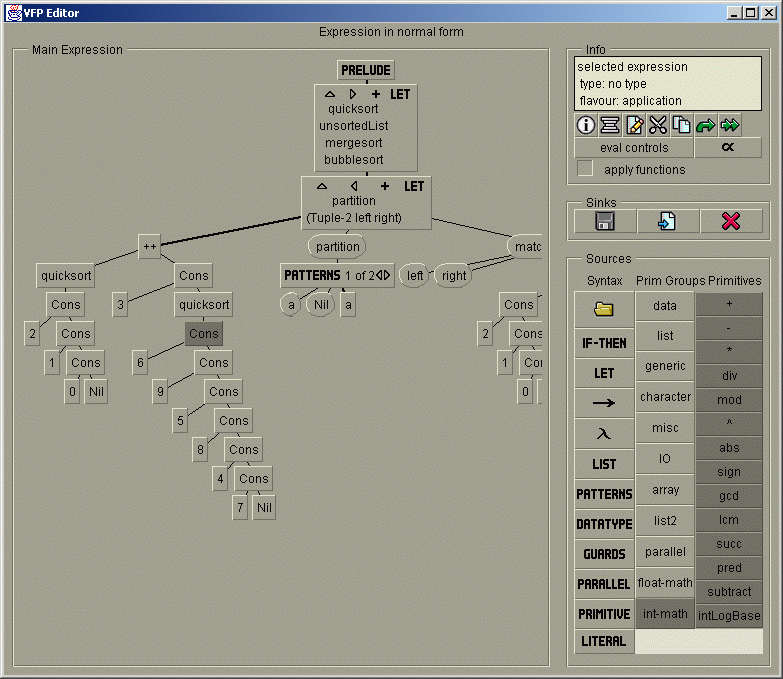 VFP Editor
Expression in normal form
Main Expression
PRELUDE
+ LET
quicksort
unsortedList
mergesort
bubblesort
+ LET
partition
(Tuple-2 left right)
++
partition
matc
quicksort
Cons
PATTERNS 1 of 2
left
right
Cons
3
quicksort
a
Nil
a
Cons
2
Cons
Cons
2
Cons
1
Cons
6
Cons
1
Co
0
Nil
9
Cons
0
5
Cons
8
Cons
4
Cons
7
Nil
Info
selected expression
type: no type
flavour: application
eval controls
α
apply functions
Sinks
Sources
Syntax Prim Groups Primitives
IF-THEN
LET
→
λ
LIST
PATTERNS
DATATYPE
GUARDS
PARALLEL
PRIMITIVE
LITERAL
data
list
generic
character
misc
IO
array
list2
parallel
float-math
int-math
+
-
*
div
mod
^
abs
sign
gcd
lcm
succ
pred
subtract
intLogBase